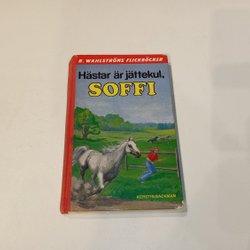 B. WAHLSTRÖMS FLICKBÖCKER
Hästar är jättekul,
SOFFI
KERSTIN BACKMAN